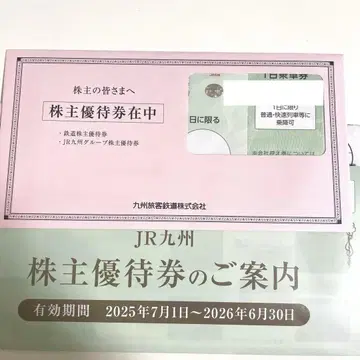 株主の皆さまへ
株主優待券在中
・鉄道株主優待券
・JR九州グループ株主優待券
1日乗車券
1日に限り
普通・快速列車等に
乗降可
日に限る
九州旅客鉄道株式会社
JR九州
株主優待券のご案内
有効期間 2025年7月1日～2026年6月30日